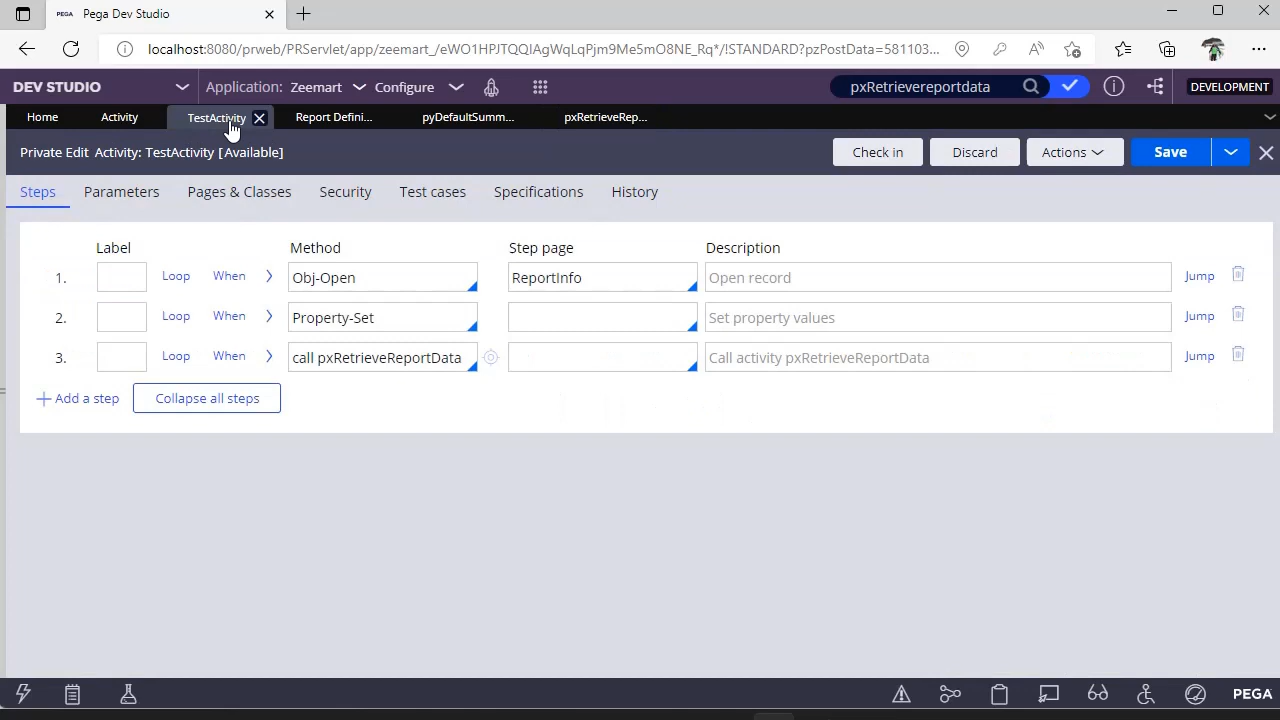 PEGA Pega Dev Studio
localhost:8080/prweb/PRServlet/app/zeemart_/eWO1HPJTQQIAgWqLqPjm9Me5mO8NE_Rq*/!STANDARD?pzPostData=581103...
DEV STUDIO Application: Zeemart Configure pxRetrievereportdata DEVELOPMENT
Home Activity TestActivity Report Defini... pyDefaultSumm... pxRetrieveRep...
Private Edit Activity: TestActivity [Available] Check in Discard Actions Save
Steps Parameters Pages & Classes Security Test cases Specifications History
Label Method Step page Description
1. Loop When Obj-Open ReportInfo Open record Jump
2. Loop When Property-Set Set property values Jump
3. Loop When call pxRetrieveReportData Call activity pxRetrieveReportData Jump
Add a step Collapse all steps
PEGA